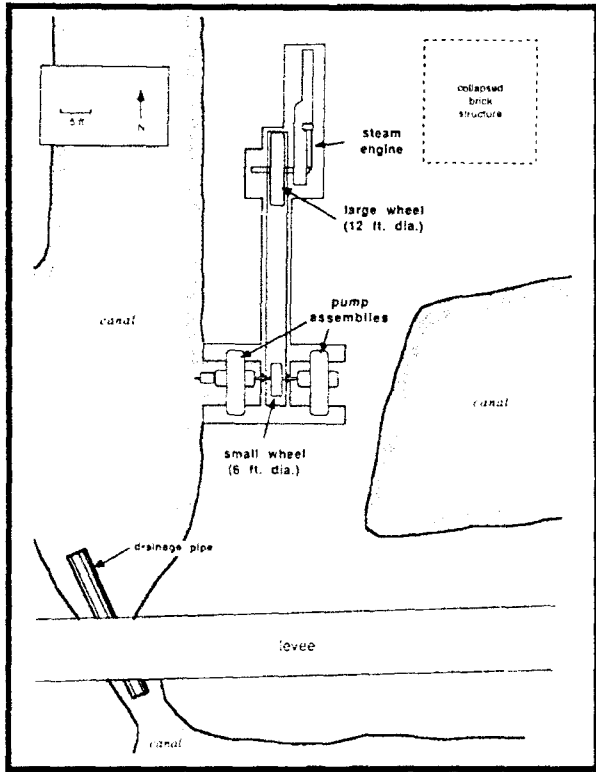 collapsed
brick
structure
5 ft
N
steam
engine
large wheel
(12 ft. dia.)
pump
assemblies
canal
canal
small wheel
(6 ft. dia.)
drainage pipe
levee
canal